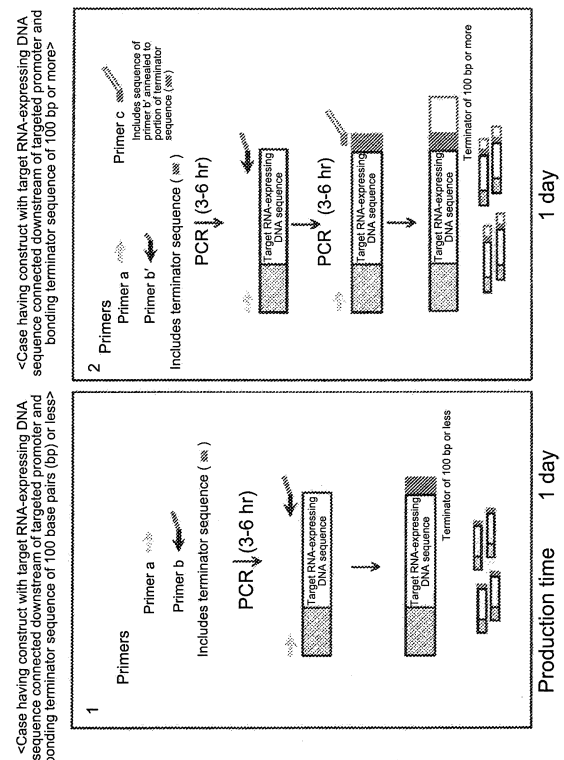 <Case having construct with target RNA-expressing DNA
sequence connected downstream of targeted promoter and
bonding terminator sequence of 100 base pairs (bp) or less>
1
Primers
Primer a
Primer b
Includes terminator sequence ( )
PCR (3-6 hr)
Target RNA-expressing
DNA sequence
Target RNA-expressing
DNA sequence
Terminator of 100 bp or less
Production time
1 day
<Case having construct with target RNA-expressing DNA
sequence connected downstream of targeted promoter and
bonding terminator sequence of 100 bp or more>
2
Primers
Primer a
Primer b'
Includes terminator sequence ( )
Primer c
Includes sequence of
primer b' annealed to
portion of terminator
sequence ( )
PCR (3-6 hr)
Target RNA-expressing
DNA sequence
PCR (3-6 hr)
Target RNA-expressing
DNA sequence
Target RNA-expressing
DNA sequence
Terminator of 100 bp or more
1 day